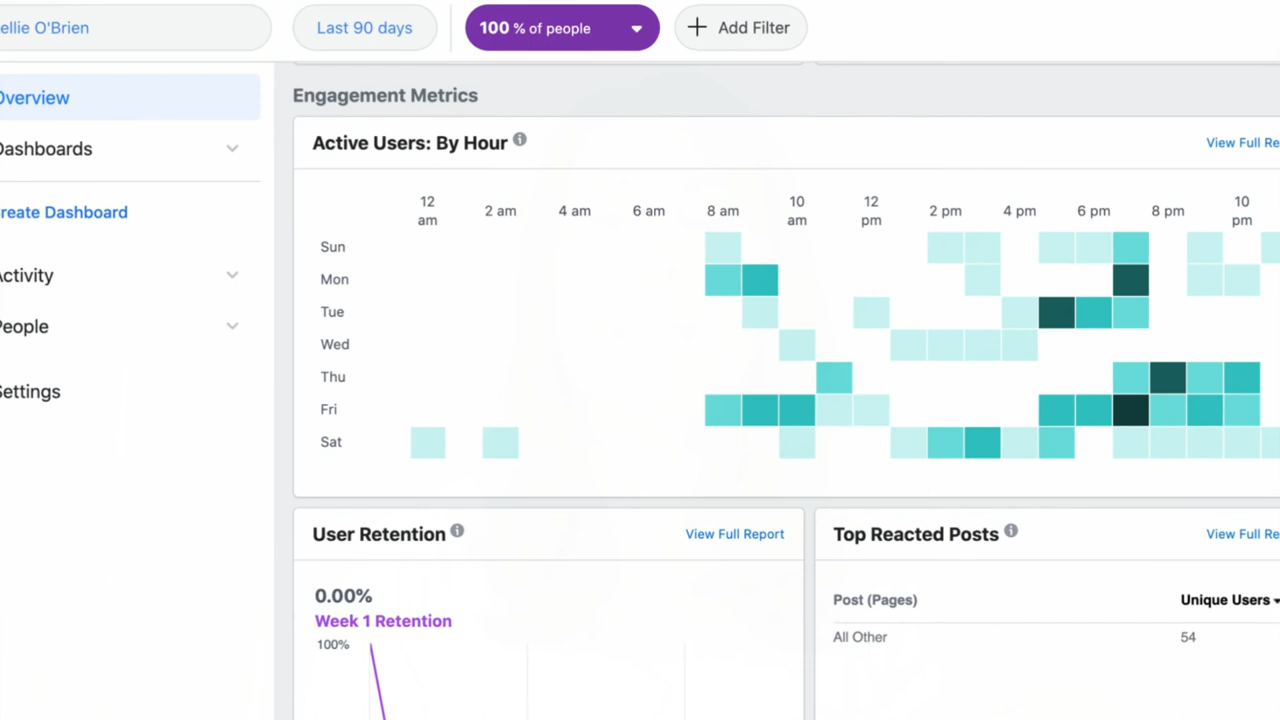 ellie O'Brien
Last 90 days
100 % of people
Add Filter
Overview
Dashboards
reate Dashboard
Activity
People
Settings
Engagement Metrics
Active Users: By Hour
View Full Re
12 am 2 am 4 am 6 am 8 am 10 am 12 pm 2 pm 4 pm 6 pm 8 pm 10 pm
Sun
Mon
Tue
Wed
Thu
Fri
Sat
User Retention
View Full Report
0.00%
Week 1 Retention
100%
Top Reacted Posts
View Full Re
Post (Pages) Unique Users
All Other 54